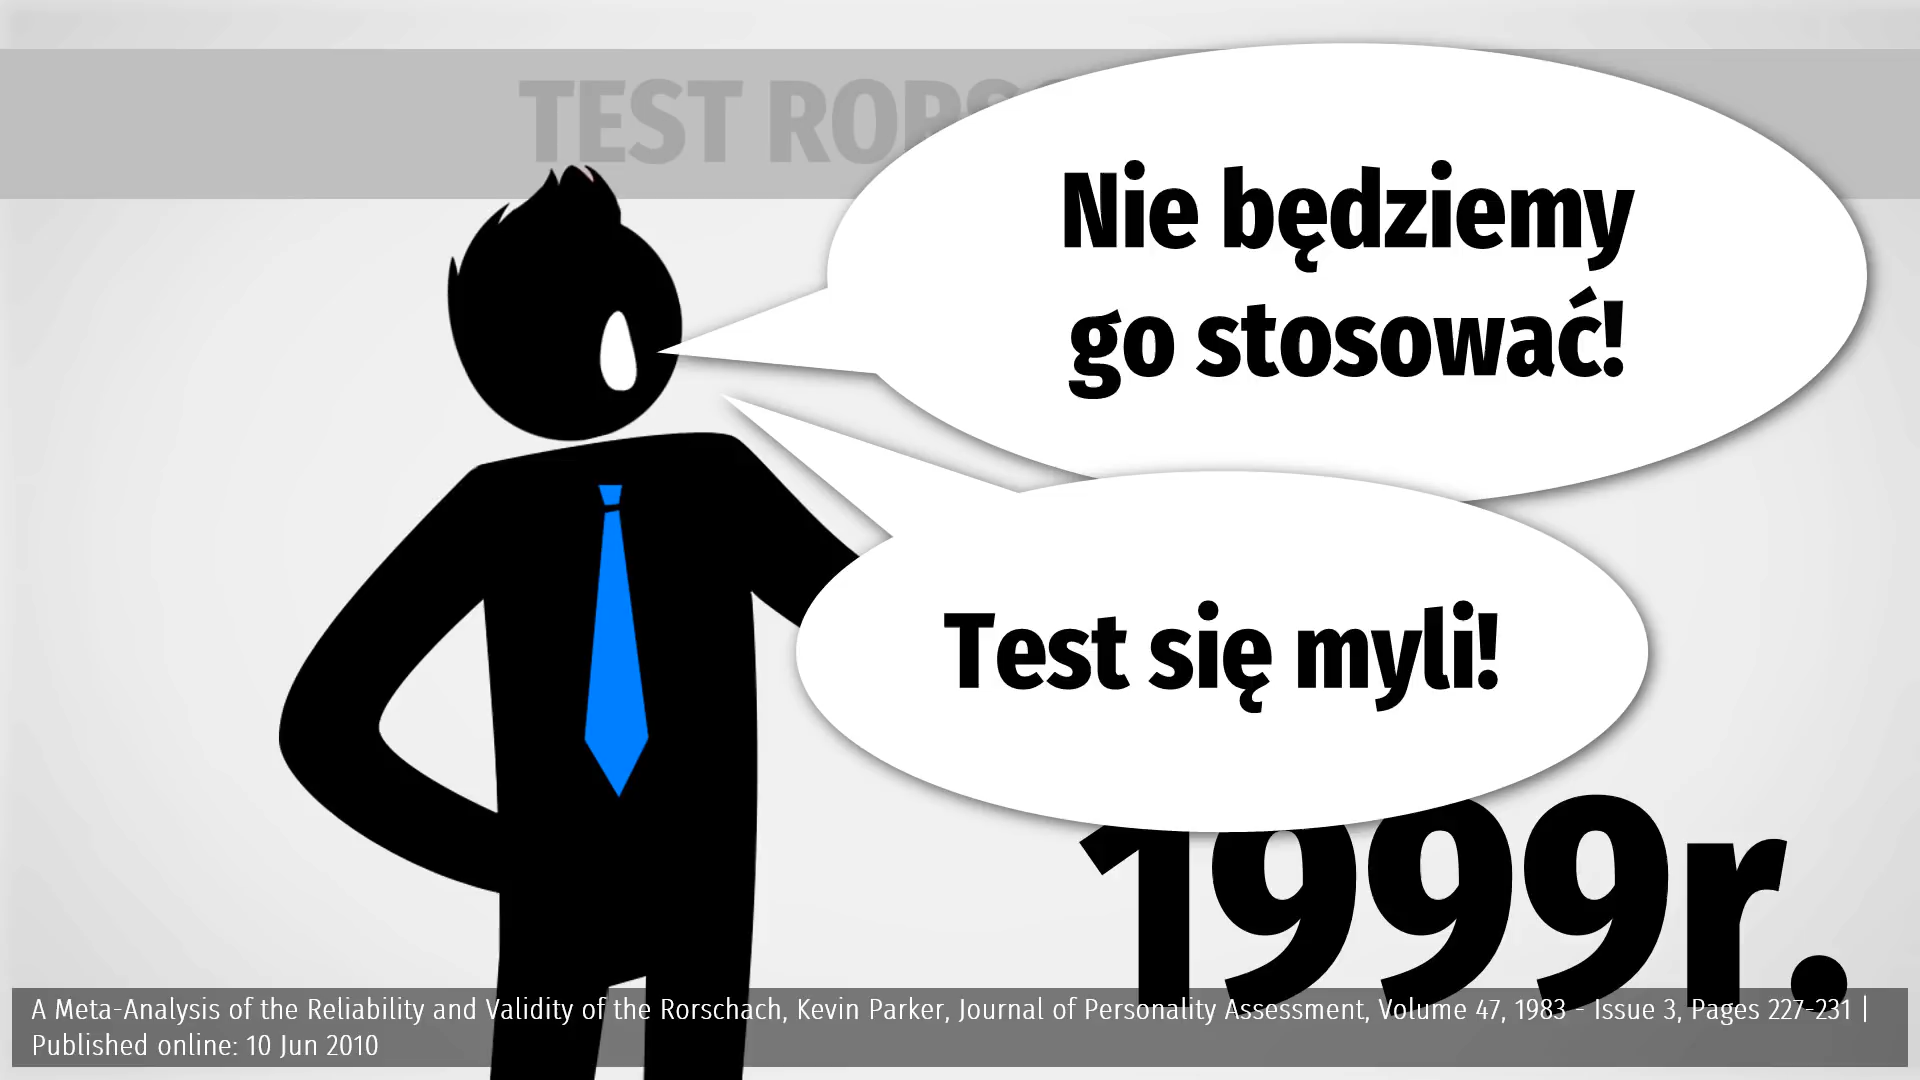 TEST RORS
Nie będziemy
go stosować!
Test się myli!
1999r.
A Meta-Analysis of the Reliability and Validity of the Rorschach, Kevin Parker, Journal of Personality Assessment, Volume 47, 1983 - Issue 3, Pages 227-231 |
Published online: 10 Jun 2010